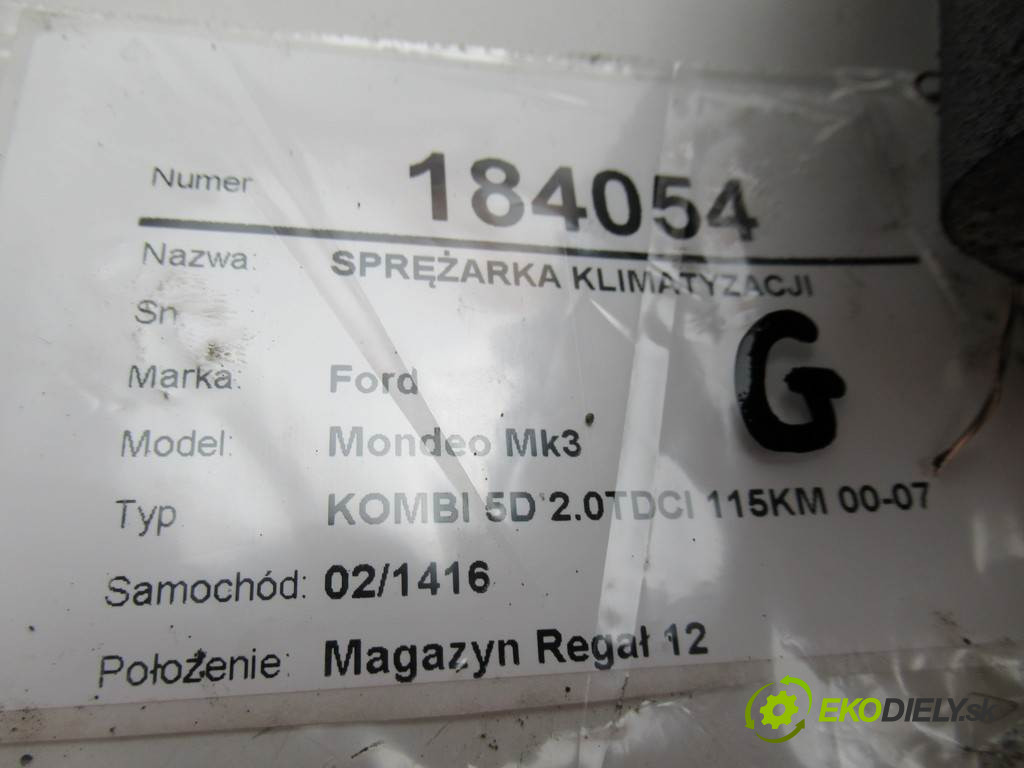 Numer 184054
Nazwa: SPRĘŻARKA KLIMATYZACJI
Sn
Marka: Ford
G
Model: Mondeo Mk3
Typ KOMBI 5D 2.0TDCI 115KM 00-07
Samochód: 02/1416
Położenie: Magazyn Regał 12
EKODIELY.sk